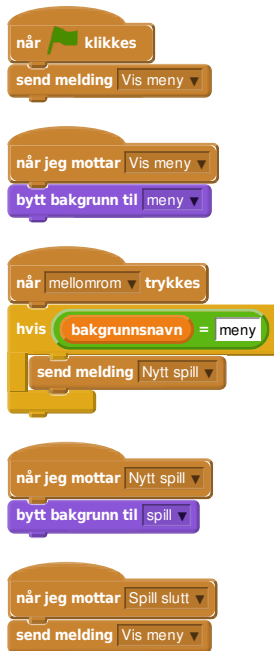 når klikkes
send melding Vis meny
når jeg mottar Vis meny
bytt bakgrunn til meny
når mellomrom trykkes
hvis bakgrunnsnavn = meny
send melding Nytt spill
når jeg mottar Nytt spill
bytt bakgrunn til spill
når jeg mottar Spill slutt
send melding Vis meny